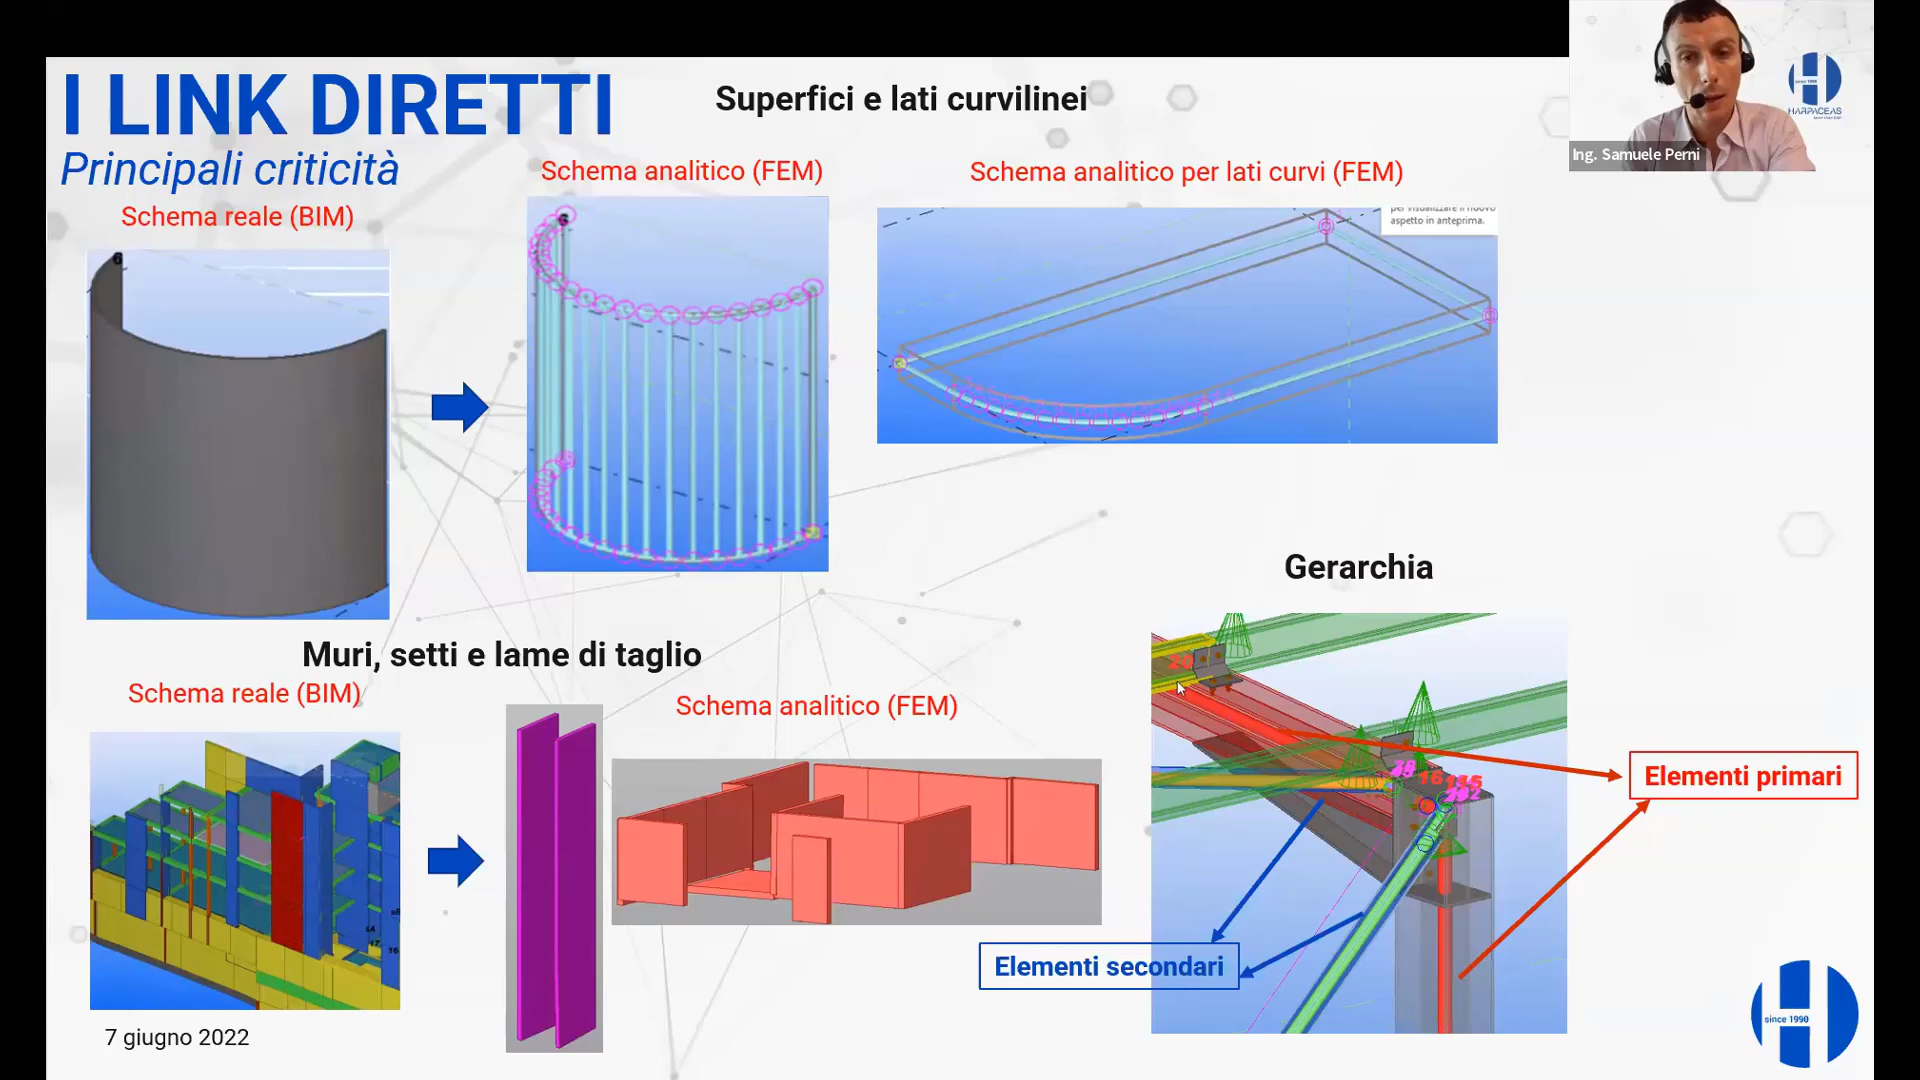 I LINK DIRETTI
Principali criticità
Superfici e lati curvilinei
Schema reale (BIM)
Schema analitico (FEM)
Schema analitico per lati curvi (FEM)
aspetto in anteprima.
HARPACEAS
Ing. Samuele Perni
6
Muri, setti e lame di taglio
Schema reale (BIM)
Schema analitico (FEM)
Gerarchia
20
Elementi primari
Elementi secondari
7 giugno 2022
since 1990